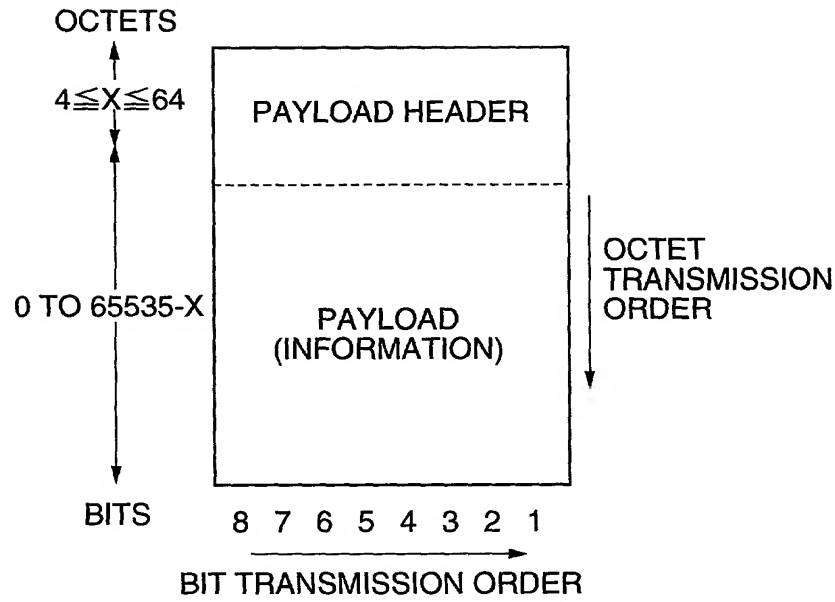 OCTETS
4≦X≦64
PAYLOAD HEADER
0 TO 65535-X
PAYLOAD
(INFORMATION)
OCTET
TRANSMISSION
ORDER
BITS
8 7 6 5 4 3 2 1
BIT TRANSMISSION ORDER